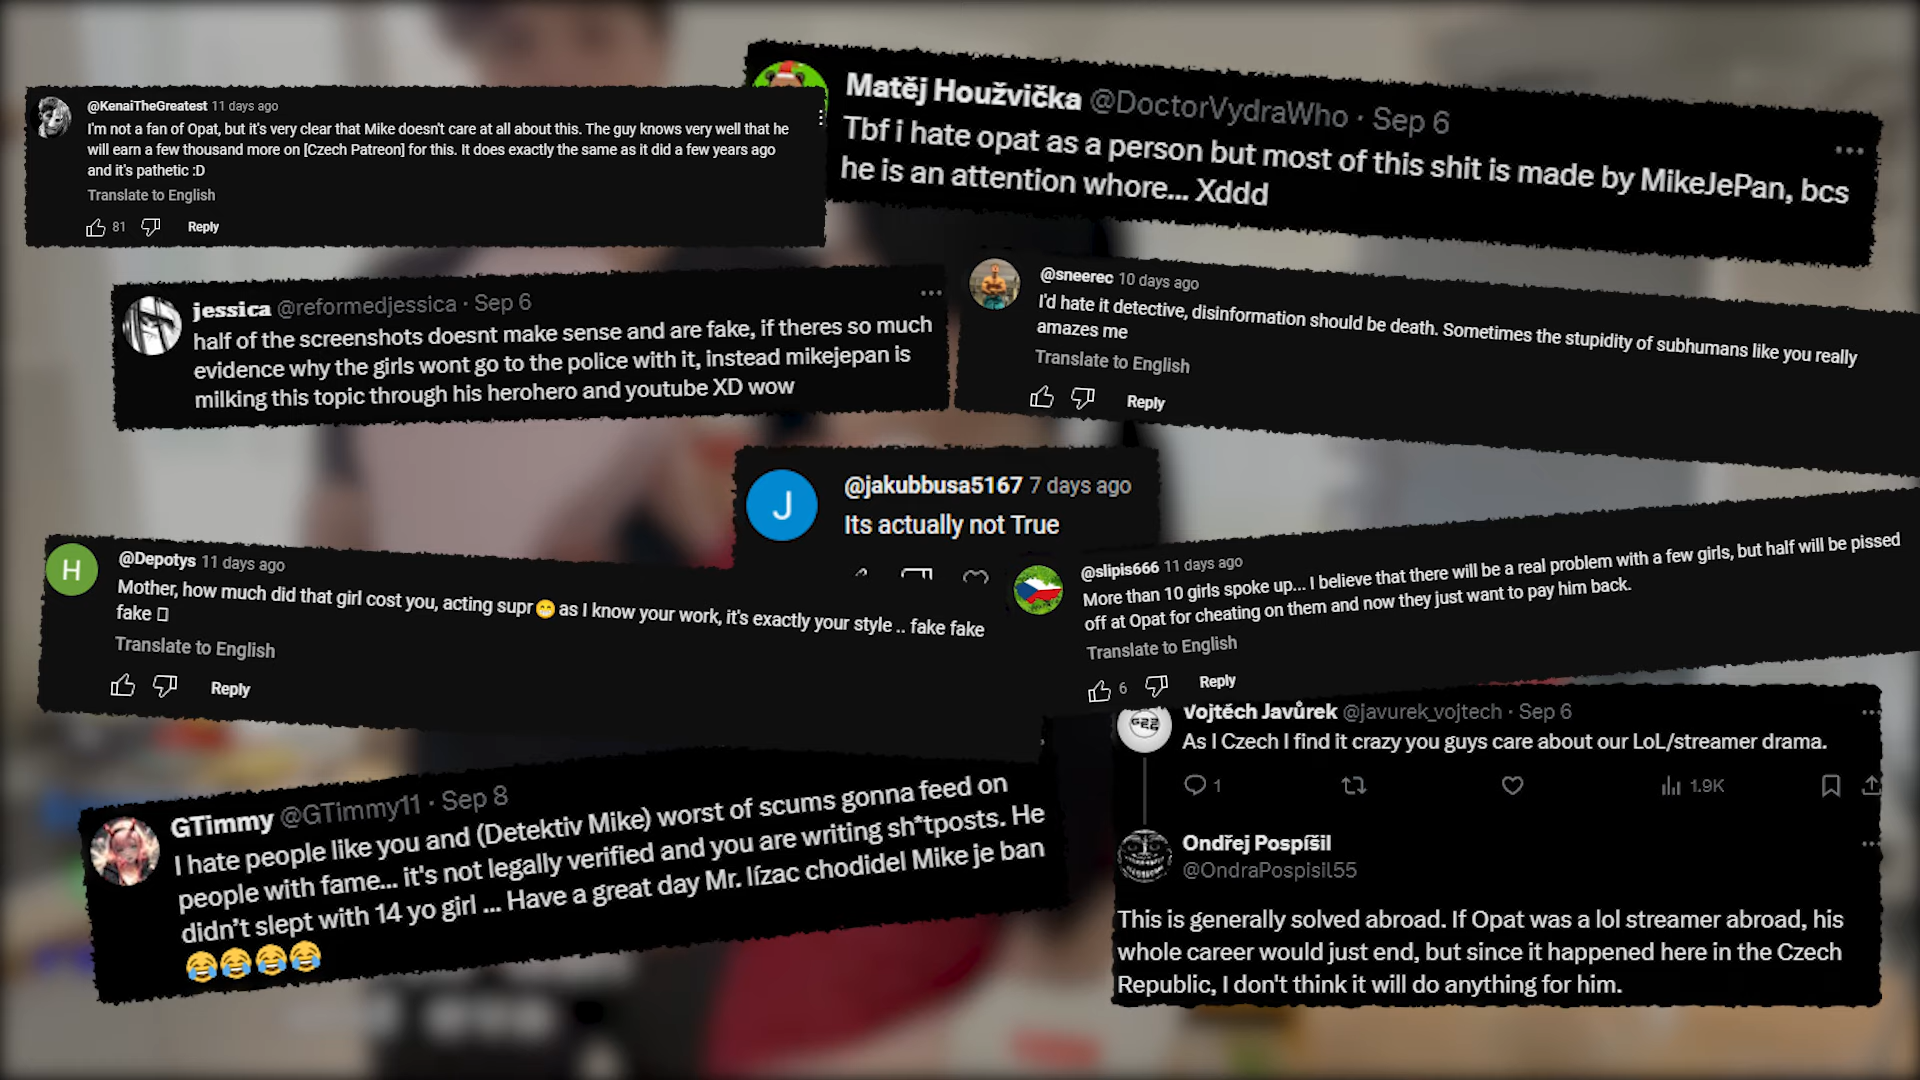 @KenaiTheGreatest 11 days ago
I'm not a fan of Opat, but it's very clear that Mike doesn't care at all about this. The guy knows very well that he
will earn a few thousand more on [Czech Patreon] for this. It does exactly the same as it did a few years ago
and it's pathetic :D
Translate to English
81 Reply
Matěj Houžvička @DoctorVydraWho · Sep 6
Tbf i hate opat as a person but most of this shit is made by MikeJePan, bcs
he is an attention whore... Xddd
jessica @reformedjessica · Sep 6
half of the screenshots doesnt make sense and are fake, if theres so much
evidence why the girls wont go to the police with it, instead mikejepan is
milking this topic through his herohero and youtube XD wow
@sneerec 10 days ago
I'd hate it detective, disinformation should be death. Sometimes the stupidity of subhumans like you really
amazes me
Translate to English
Reply
J
@jakubbusa5167 7 days ago
Its actually not True
H
@Depotys 11 days ago
Mother, how much did that girl cost you, acting supr😁 as I know your work, it's exactly your style .. fake fake
fake
Translate to English
Reply
@slipis666 11 days ago
More than 10 girls spoke up... I believe that there will be a real problem with a few girls, but half will be pissed
off at Opat for cheating on them and now they just want to pay him back.
Translate to English
6 Reply
GTimmy @GTimmy11 · Sep 8
I hate people like you and (Detektiv Mike) worst of scums gonna feed on
people with fame... it's not legally verified and you are writing sh*tposts. He
didn't slept with 14 yo girl ... Have a great day Mr. lízac chodidel Mike je ban
😂😂😂😂
Vojtěch Javůrek @javurek_vojtech · Sep 6
As I Czech I find it crazy you guys care about our LoL/streamer drama.
1 1.9K
Ondřej Pospíšil
@OndraPospisil55
This is generally solved abroad. If Opat was a lol streamer abroad, his
whole career would just end, but since it happened here in the Czech
Republic, I don't think it will do anything for him.